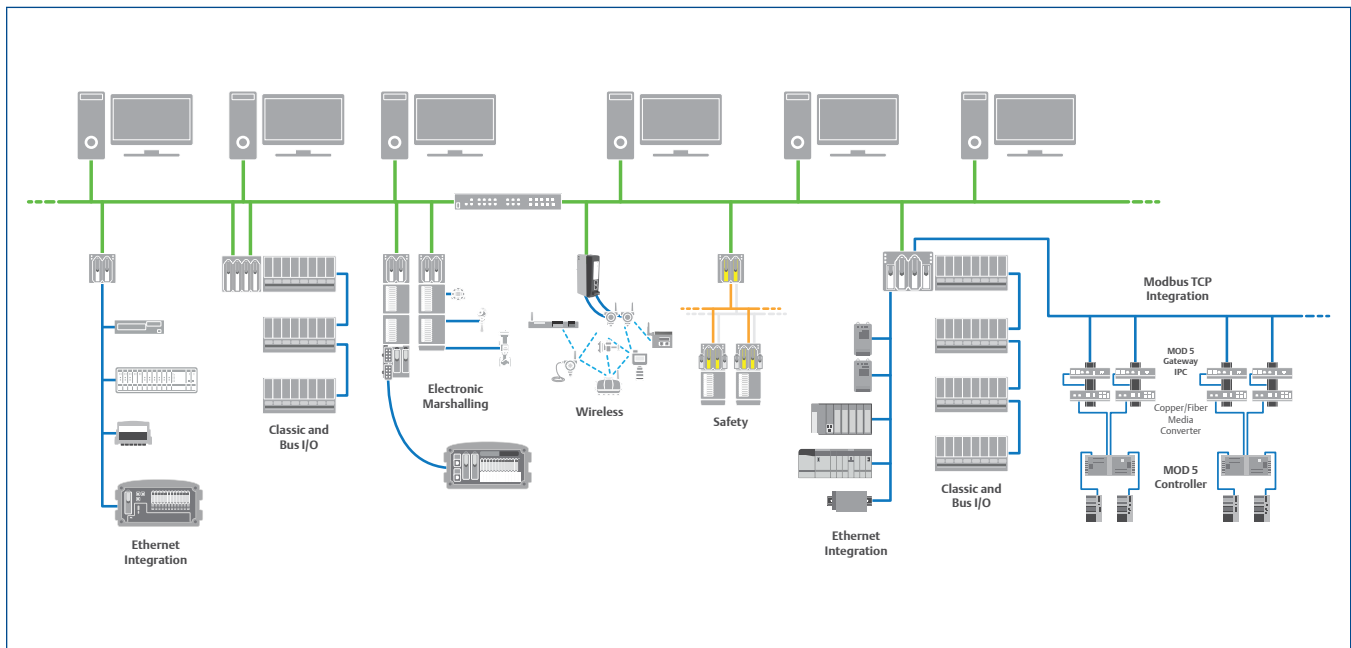 Modbus TCP
Integration
MOD 5
Gateway
IPC
Electronic
Marshalling
Wireless
Safety
Copper/Fiber
Media
Converter
Classic and
Bus I/O
MOD 5
Controller
Classic and
Bus I/O
Ethernet
Integration
Ethernet
Integration